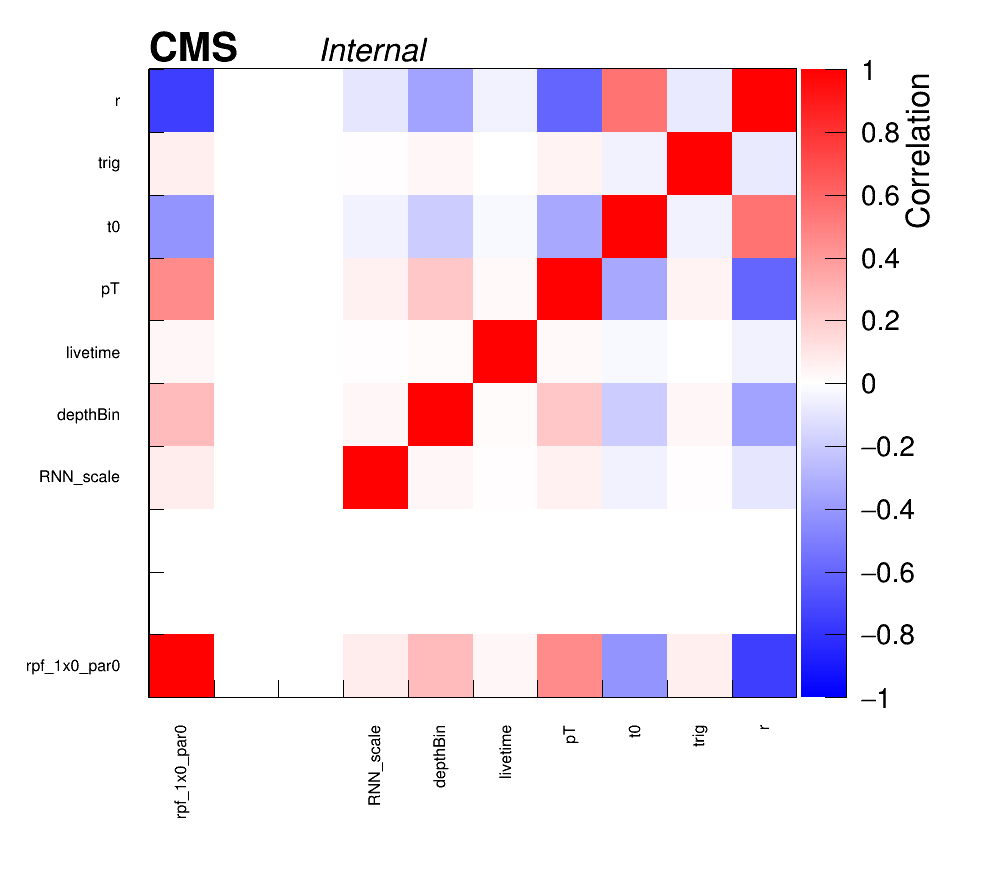 CMS Internal
r
trig
t0
pT
livetime
depthBin
RNN_scale
rpf_1x0_par0
rpf_1x0_par0
RNN_scale
depthBin
livetime
pT
t0
trig
r
1
0.8
0.6
0.4
0.2
0
−0.2
−0.4
−0.6
−0.8
−1
Correlation